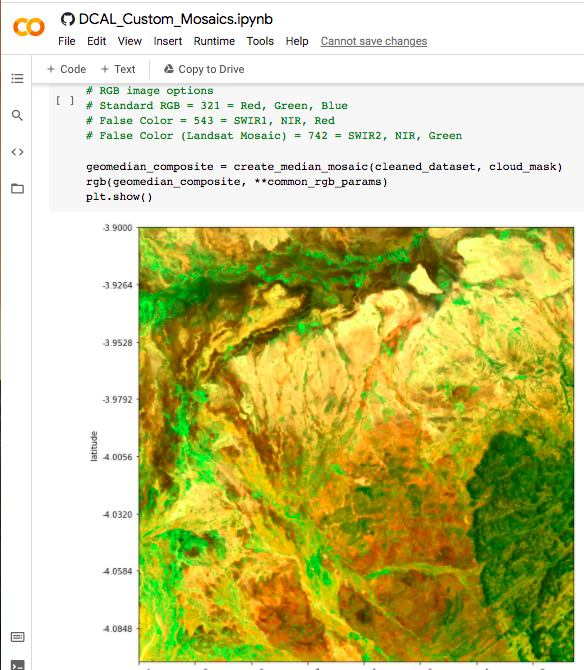 DCAL_Custom_Mosaics.ipynb
File Edit View Insert Runtime Tools Help Cannot save changes
+ Code + Text Copy to Drive
[ ]
# RGB image options
# Standard RGB = 321 = Red, Green, Blue
# False Color = 543 = SWIR1, NIR, Red
# False Color (Landsat Mosaic) = 742 = SWIR2, NIR, Green
geomedian_composite = create_median_mosaic(cleaned_dataset, cloud_mask)
rgb(geomedian_composite, **common_rgb_params)
plt.show()
-3.9000
-3.9264
-3.9528
-3.9792
-4.0056
-4.0320
-4.0584
-4.0848
latitude